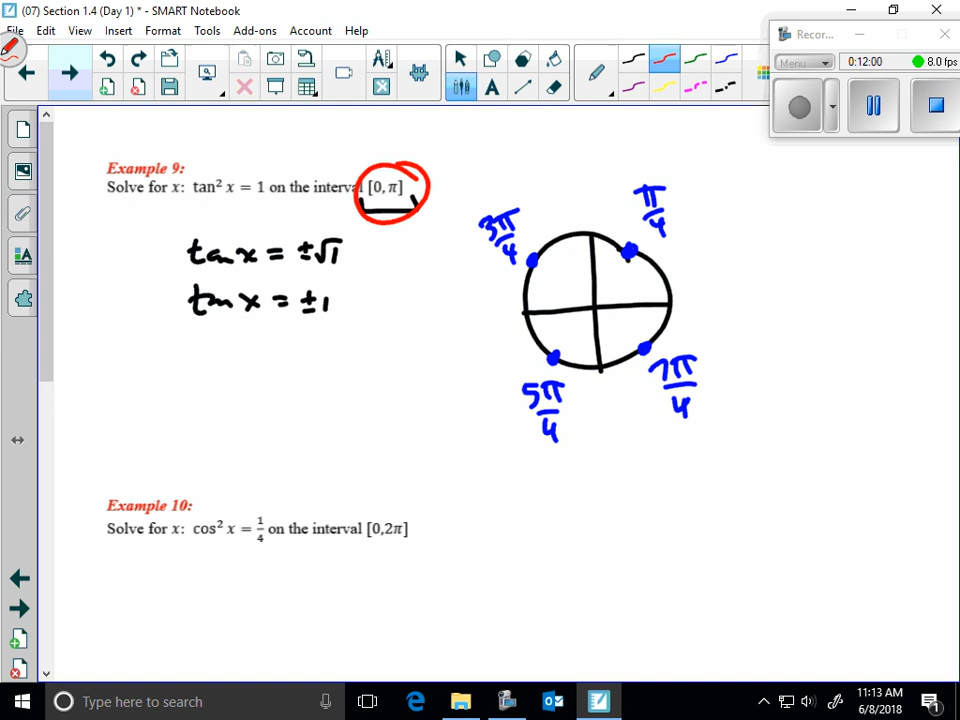 (07) Section 1.4 (Day 1) * - SMART Notebook
File Edit View Insert Format Tools Add-ons Account Help
Recor...
Menu
0:12:00
8.0 fps
Example 9:
Solve for x: tan² x = 1 on the interval [0, π]
tan x = ±√1
tan x = ±1
3π/4
π/4
5π/4
7π/4
Example 10:
Solve for x: cos² x = 1/4 on the interval [0,2π]
Type here to search
11:13 AM
6/8/2018
1